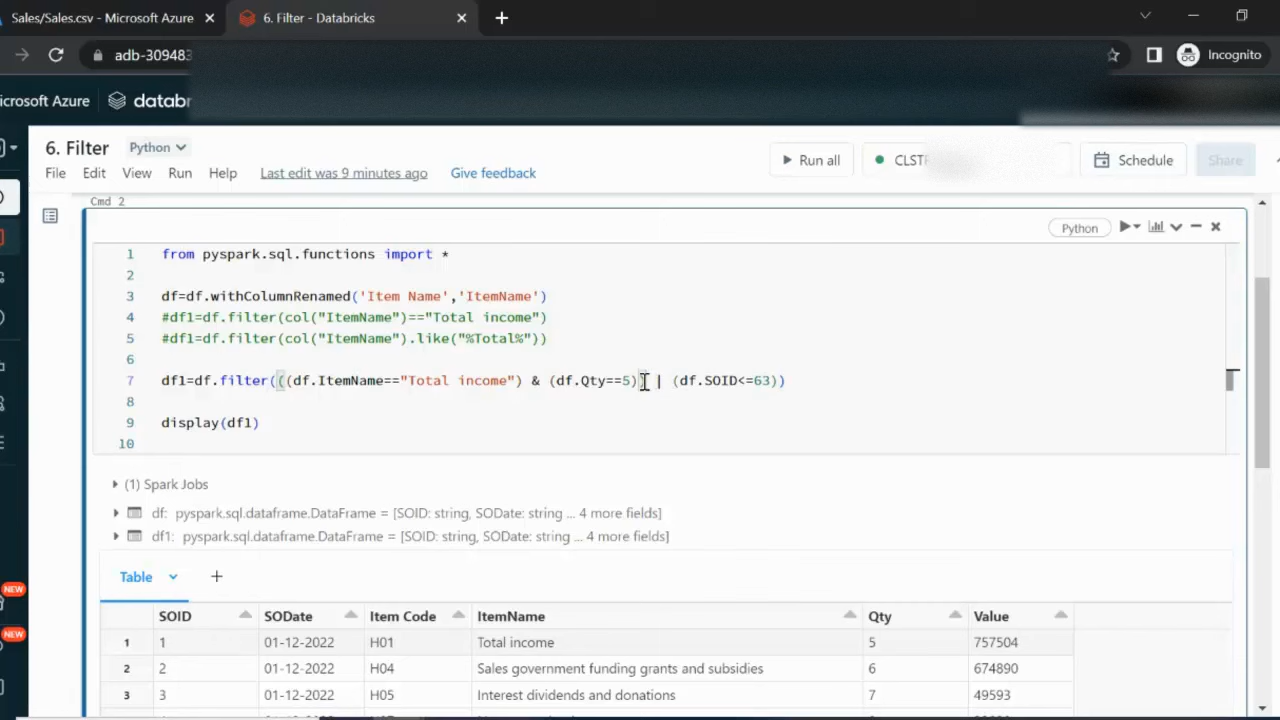 Sales/Sales.csv - Microsoft Azure
6. Filter - Databricks
adb-309483
Incognito
icrosoft Azure
databr
6. Filter
Python
Run all
CLSTR
Schedule
Share
File Edit View Run Help Last edit was 9 minutes ago Give feedback
Cmd 2
Python
1 from pyspark.sql.functions import *
2
3 df=df.withColumnRenamed('Item Name','ItemName')
4 #df1=df.filter(col("ItemName")=="Total income")
5 #df1=df.filter(col("ItemName").like("%Total%"))
6
7 df1=df.filter(((df.ItemName=="Total income") & (df.Qty==5)) | (df.SOID<=63))
8
9 display(df1)
10
(1) Spark Jobs
df: pyspark.sql.dataframe.DataFrame = [SOID: string, SODate: string ... 4 more fields]
df1: pyspark.sql.dataframe.DataFrame = [SOID: string, SODate: string ... 4 more fields]
Table
NEW
SOID SODate Item Code ItemName Qty Value
NEW
1 1 01-12-2022 H01 Total income 5 757504
2 2 01-12-2022 H04 Sales government funding grants and subsidies 6 674890
3 3 01-12-2022 H05 Interest dividends and donations 7 49593